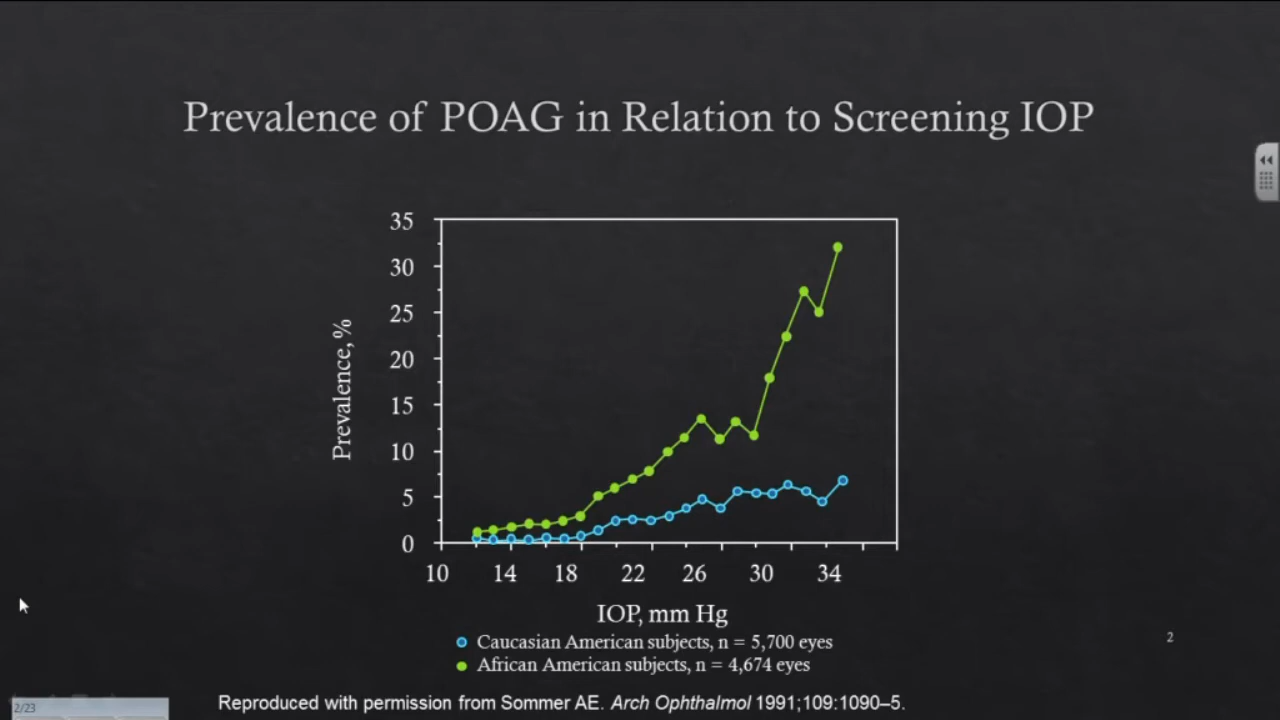 Prevalence of POAG in Relation to Screening IOP
35
30
25
20
15
10
5
0
Prevalence, %
10 14 18 22 26 30 34
IOP, mm Hg
Caucasian American subjects, n = 5,700 eyes
African American subjects, n = 4,674 eyes
2
Reproduced with permission from Sommer AE. Arch Ophthalmol 1991;109:1090–5.
2/23